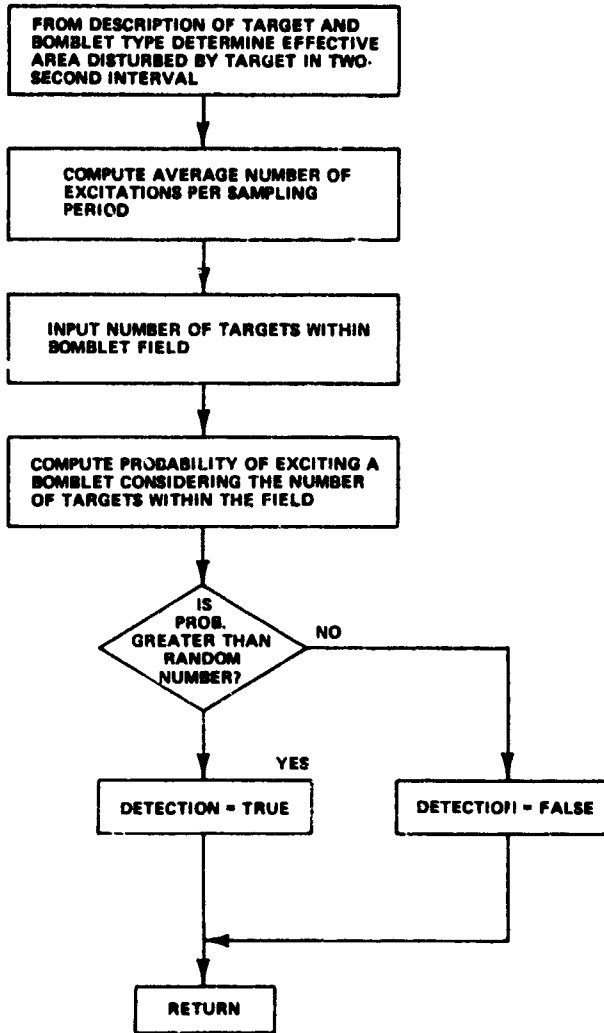 FROM DESCRIPTION OF TARGET AND
BOMBLET TYPE DETERMINE EFFECTIVE
AREA DISTURBED BY TARGET IN TWO-
SECOND INTERVAL
COMPUTE AVERAGE NUMBER OF
EXCITATIONS PER SAMPLING
PERIOD
INPUT NUMBER OF TARGETS WITHIN
BOMBLET FIELD
COMPUTE PROBABILITY OF EXCITING A
BOMBLET CONSIDERING THE NUMBER
OF TARGETS WITHIN THE FIELD
IS
PROB.
GREATER THAN
RANDOM
NUMBER?
NO
YES
DETECTION = TRUE
DETECTION = FALSE
RETURN